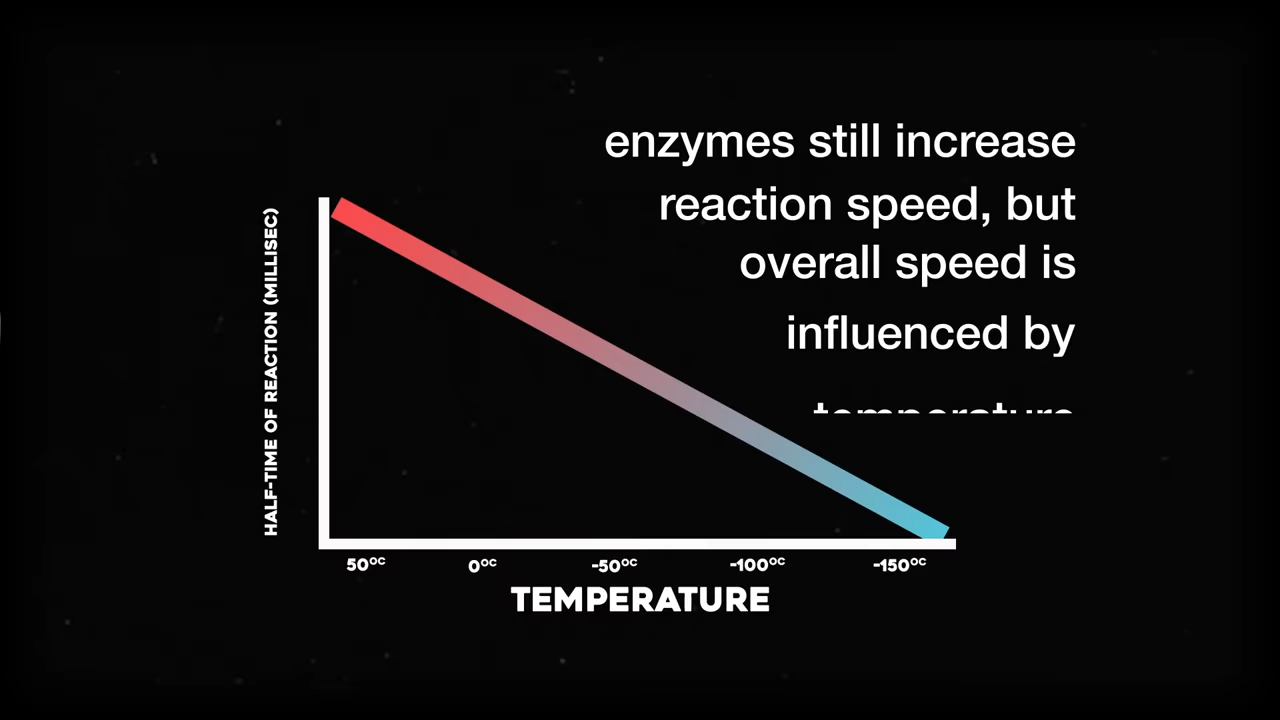 enzymes still increase
reaction speed, but
overall speed is
influenced by
temperature
HALF-TIME OF REACTION (MILLISEC)
50°C 0°C -50°C -100°C -150°C
TEMPERATURE